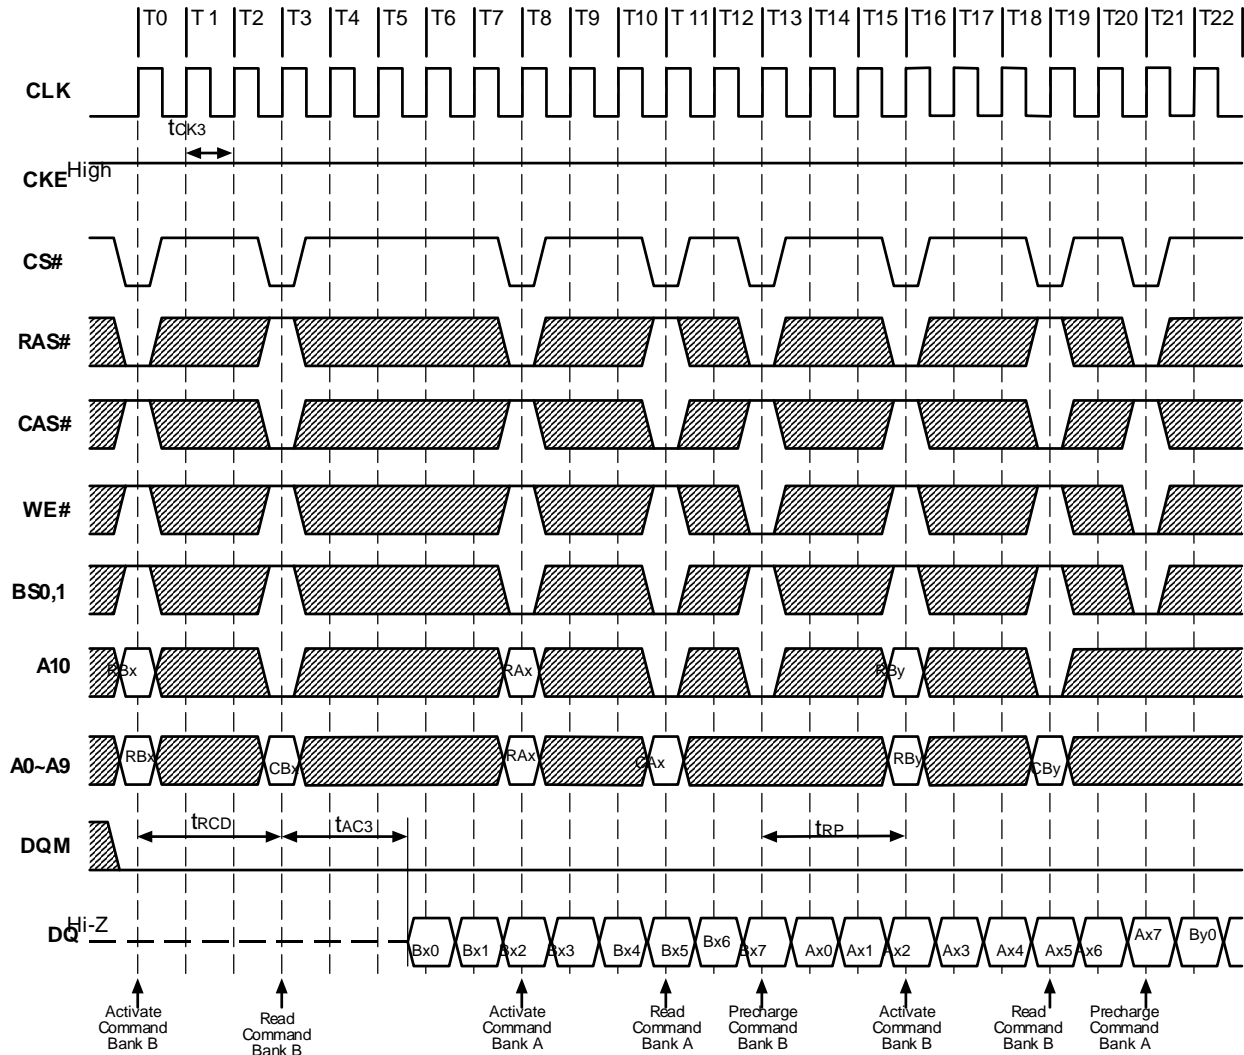 T0 T 1 T2 T3 T4 T5 T6 T7 T8 T9 T10 T 11 T12 T13 T14 T15 T16 T17 T18 T19 T20 T21 T22
CLK
tCK3
High
CKE
CS#
RAS#
CAS#
WE#
BS0,1
A10 RBx RAx RBy
A0~A9 RBx CBx RAx CAx RBy CBy
tRCD tAC3 tRP
DQM
Hi-Z
DQ Bx0 Bx1 Bx2 Bx3 Bx4 Bx5 Bx6 Bx7 Ax0 Ax1 Ax2 Ax3 Ax4 Ax5 Ax6 Ax7 By0
Activate Command Bank B
Read Command Bank B
Activate Command Bank A
Read Command Bank A
Precharge Command Bank B
Activate Command Bank B
Read Command Bank B
Precharge Command Bank A